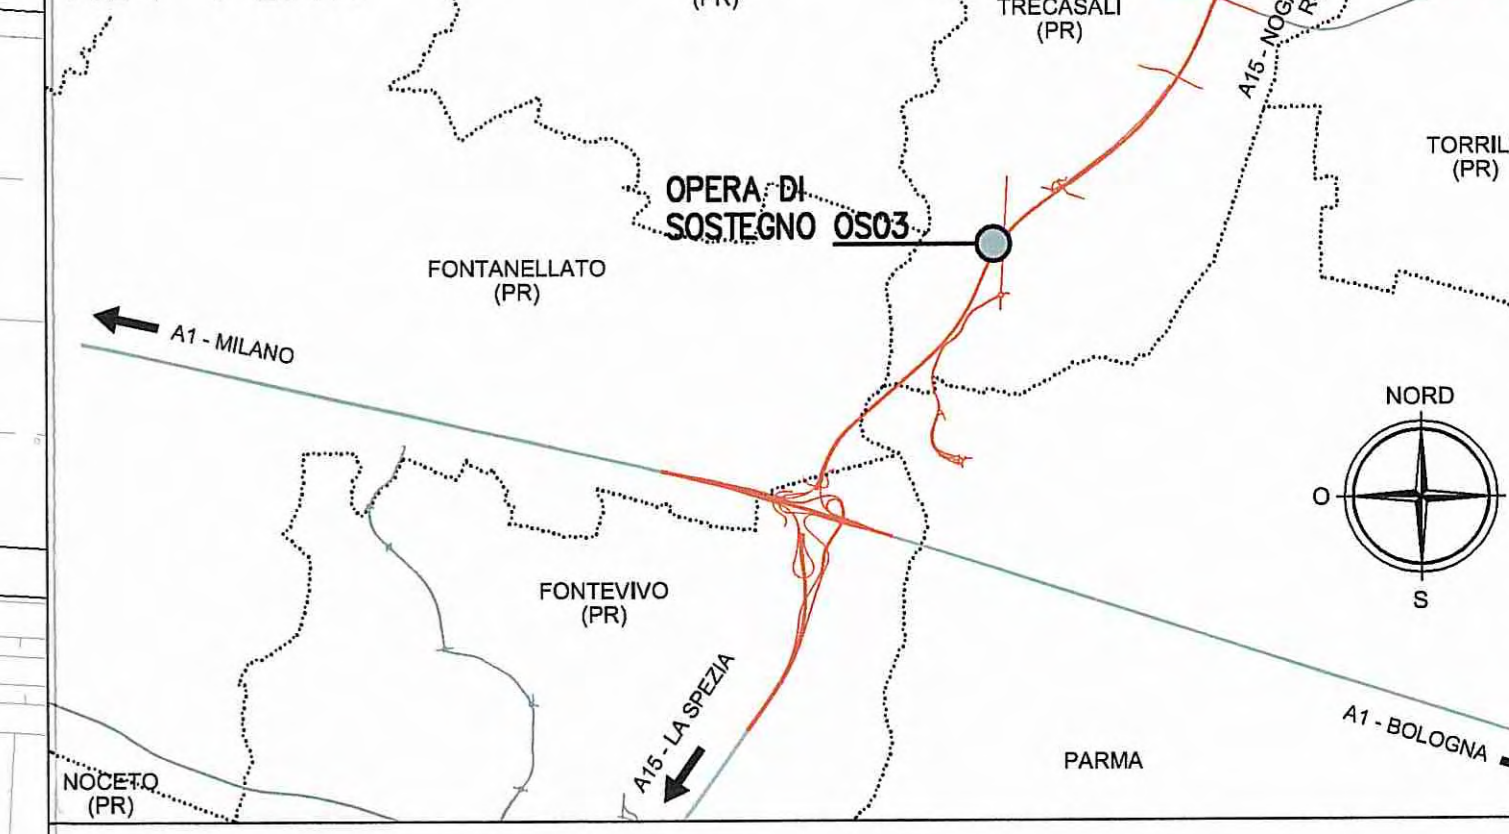 (PR)
TRECASALI
(PR)
A15 - NOG
R
TORRIL
(PR)
OPERA DI
SOSTEGNO OS03
FONTANELLATO
(PR)
A1 - MILANO
NORD
O
S
FONTEVIVO
(PR)
A15 - LA SPEZIA
A1 - BOLOGNA
PARMA
NOCETO
(PR)